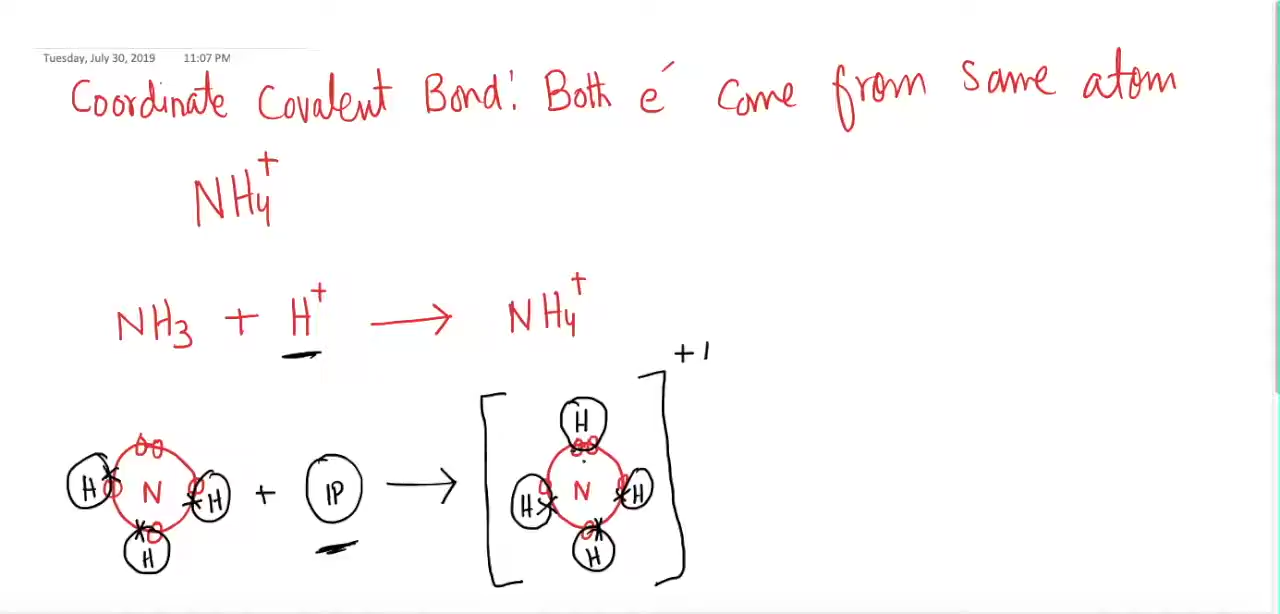 Tuesday, July 30, 2019 11:07 PM
Coordinate Covalent Bond: Both e⁻ Come from Same atom
NH₄⁺
NH₃ + H⁺ → NH₄⁺
+1
H
H N H + 1P → H N H
H H